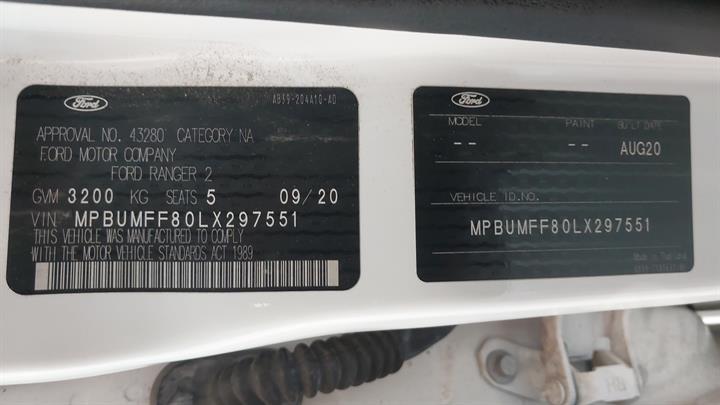 Ford
AB39-204A10-AD
APPROVAL NO. 43280 CATEGORY NA
FORD MOTOR COMPANY
FORD RANGER 2
GVM 3200 KG SEATS 5 09/20
VIN MPBUMFF80LX297551
THIS VEHICLE WAS MANUFACTURED TO COMPLY
WITH THE MOTOR VEHICLE STANDARDS ACT 1989
Ford
MODEL PAINT BUILT DATE
-- -- AUG20
VEHICLE ID.NO.
MPBUMFF80LX297551
Made in Thailand